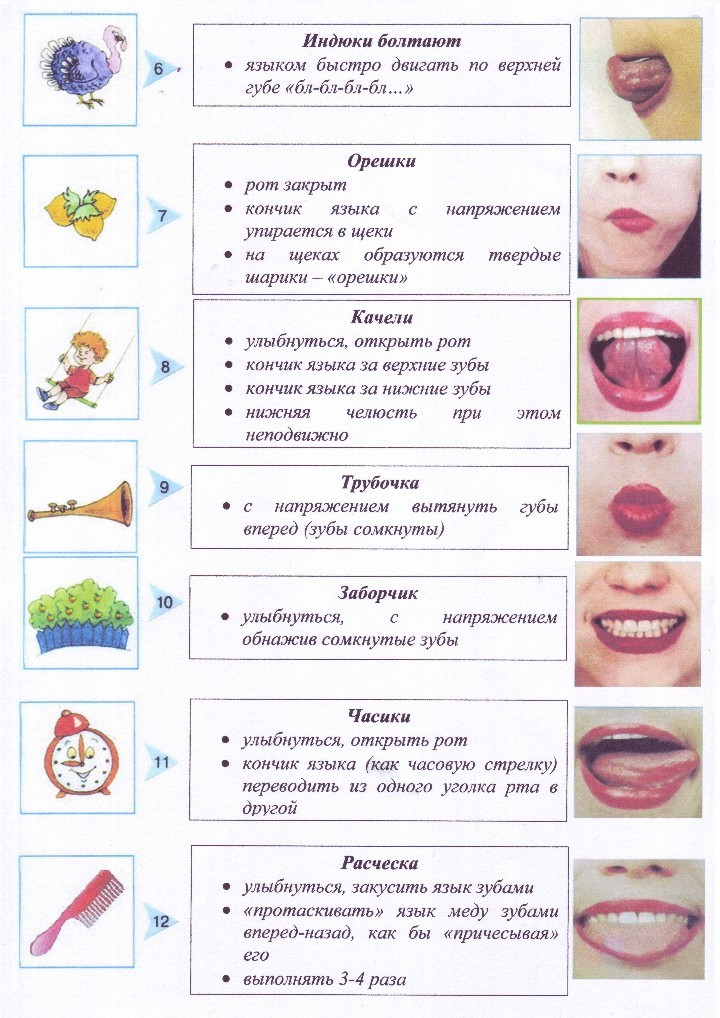 6
Индюки болтают
• языком быстро двигать по верхней
губе «бл-бл-бл-бл…»
7
Орешки
• рот закрыт
• кончик языка с напряжением
упирается в щеки
• на щеках образуются твердые
шарики – «орешки»
8
Качели
• улыбнуться, открыть рот
• кончик языка за верхние зубы
• кончик языка за нижние зубы
• нижняя челюсть при этом
неподвижно
9
Трубочка
• с напряжением вытянуть губы
вперед (зубы сомкнуты)
10
Заборчик
• улыбнуться, с напряжением
обнажив сомкнутые зубы
11
Часики
• улыбнуться, открыть рот
• кончик языка (как часовую стрелку)
переводить из одного уголка рта в
другой
12
Расческа
• улыбнуться, закусить язык зубами
• «протаскивать» язык меду зубами
вперед-назад, как бы «причесывая»
его
• выполнять 3-4 раза